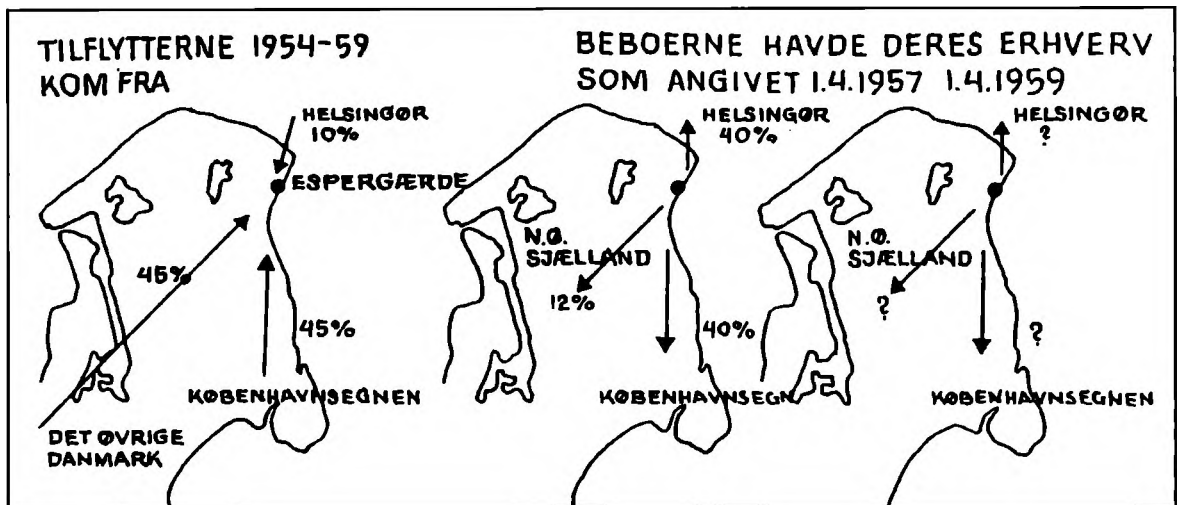 TILFLYTTERNE 1954-59
KOM FRA
HELSINGØR
10%
ESPERGÆRDE
45%
45%
KØBENHAVNSEGNEN
DET ØVRIGE
DANMARK
BEBOERNE HAVDE DERES ERHVERV
SOM ANGIVET 1.4.1957 1.4.1959
HELSINGØR
40%
N.Ø.
SJÆLLAND
12%
40%
KØBENHAVNSEGN
HELSINGØR
?
N.Ø.
SJÆLLAND
?
?
KØBENHAVNSEGNEN